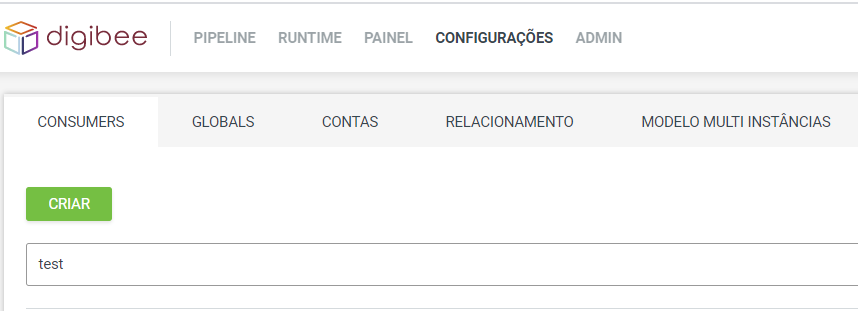 digibee PIPELINE RUNTIME PAINEL CONFIGURAÇÕES ADMIN
CONSUMERS GLOBALS CONTAS RELACIONAMENTO MODELO MULTI INSTÂNCIAS
CRIAR
test